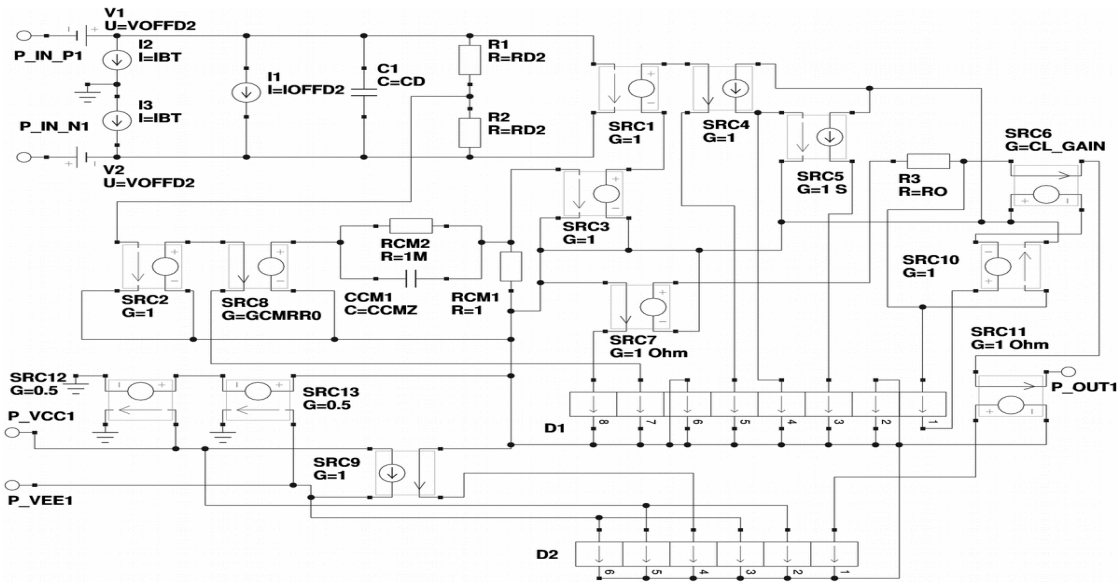 V1
U=VOFFD2
P_IN_P1
I2
I=IBT
I3
I=IBT
P_IN_N1
V2
U=VOFFD2
I1
I=IOFFD2
C1
C=CD
R1
R=RD2
R2
R=RD2
SRC1
G=1
SRC4
G=1
SRC5
G=1 S
R3
R=RO
SRC6
G=CL_GAIN
SRC3
G=1
SRC2
G=1
SRC8
G=GCMRR0
RCM2
R=1M
CCM1
C=CCMZ
RCM1
R=1
SRC10
G=1
SRC7
G=1 Ohm
SRC11
G=1 Ohm
P_OUT1
SRC12
G=0.5
SRC13
G=0.5
P_VCC1
D1
8
7
6
5
4
3
2
1
SRC9
G=1
P_VEE1
D2
6
5
4
3
2
1